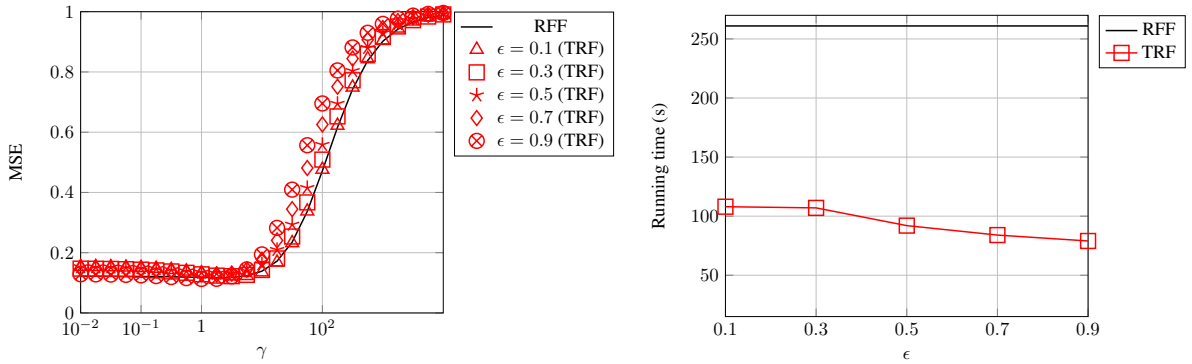 1
0.8
0.6
0.4
0.2
0
10⁻²
10⁻¹
1
10²
MSE
γ
RFF
ϵ = 0.1 (TRF)
ϵ = 0.3 (TRF)
ϵ = 0.5 (TRF)
ϵ = 0.7 (TRF)
ϵ = 0.9 (TRF)
250
200
150
100
50
0.1
0.3
0.5
0.7
0.9
Running time (s)
ϵ
RFF
TRF